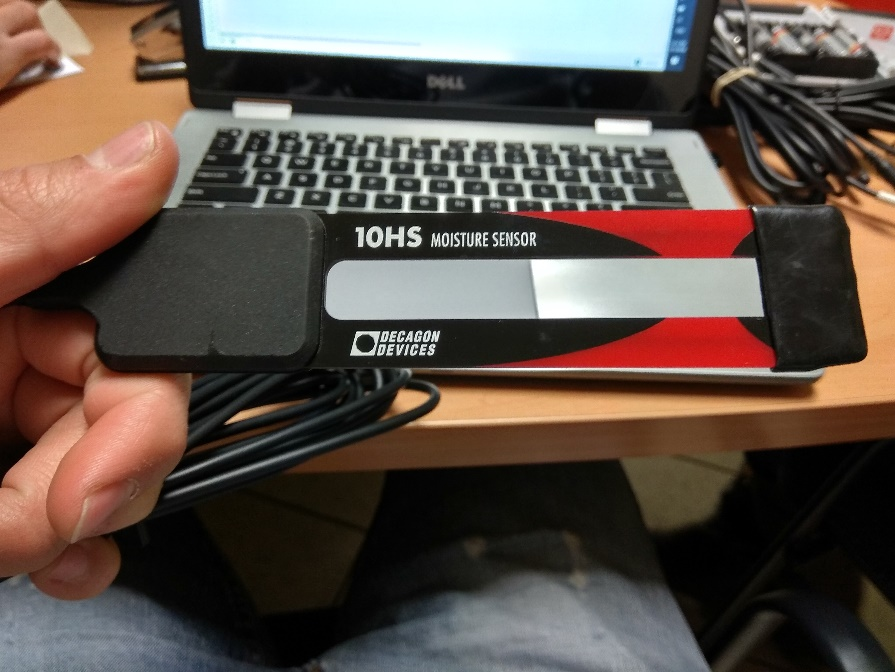 DELL
10HS MOISTURE SENSOR
DECAGON
DEVICES